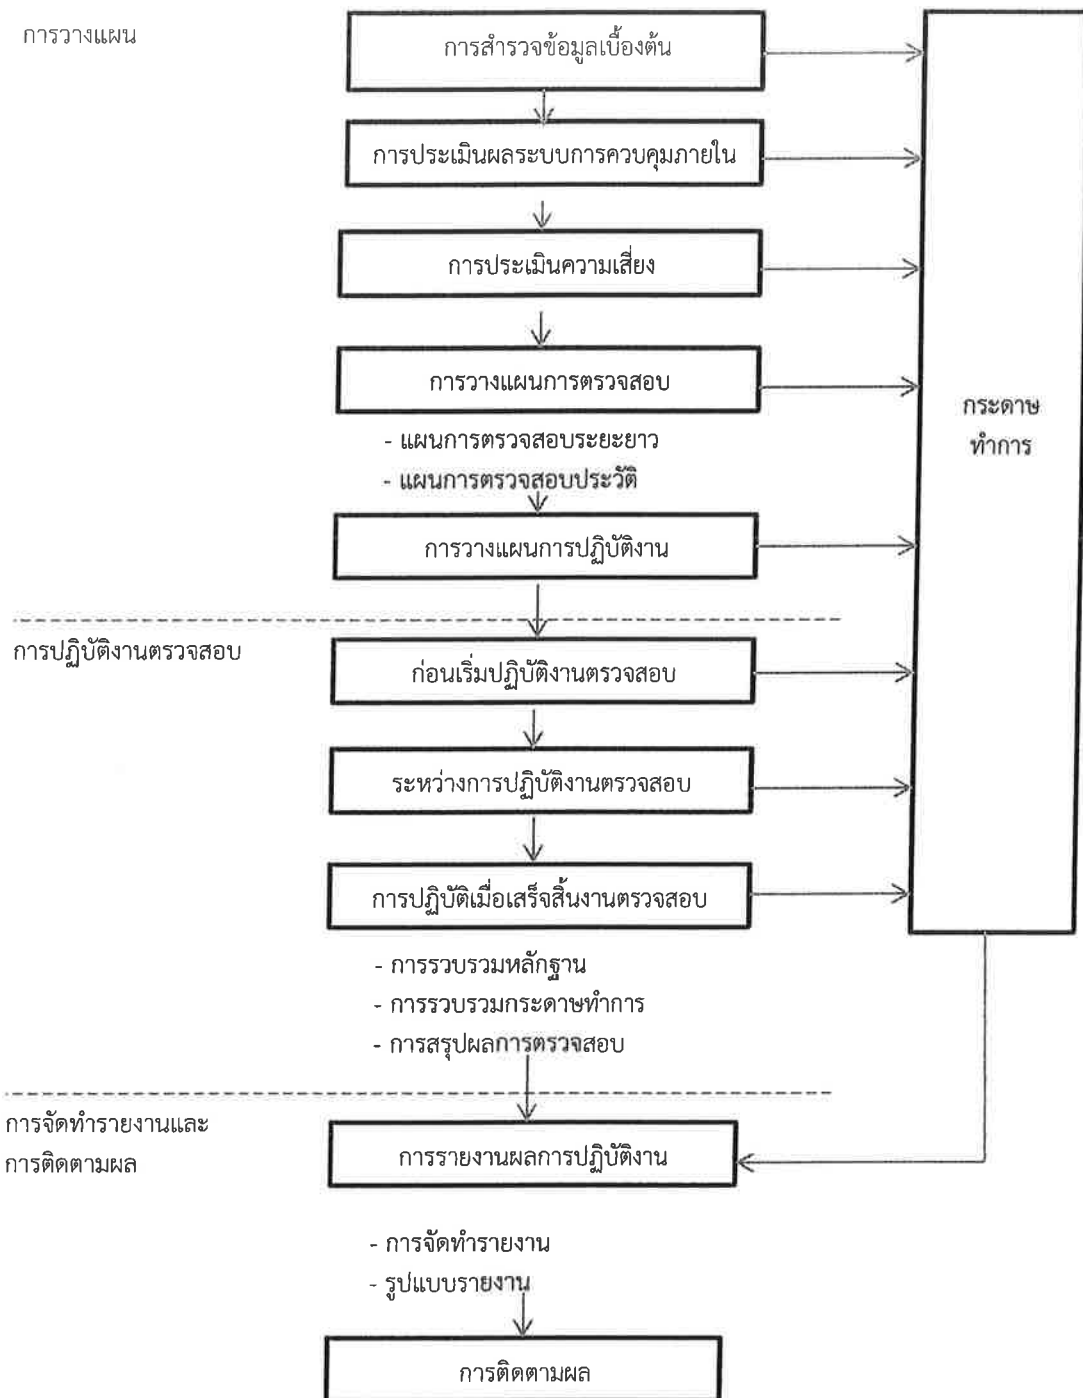 การวางแผน
การสำรวจข้อมูลเบื้องต้น
การประเมินผลระบบการควบคุมภายใน
การประเมินความเสี่ยง
การวางแผนการตรวจสอบ
- แผนการตรวจสอบระยะยาว
- แผนการตรวจสอบประวัติ
กระดาษ
ทำการ
การวางแผนการปฏิบัติงาน
การปฏิบัติงานตรวจสอบ
ก่อนเริ่มปฏิบัติงานตรวจสอบ
ระหว่างการปฏิบัติงานตรวจสอบ
การปฏิบัติเมื่อเสร็จสิ้นงานตรวจสอบ
- การรวบรวมหลักฐาน
- การรวบรวมกระดาษทำการ
- การสรุปผลการตรวจสอบ
การจัดทำรายงานและ
การติดตามผล
การรายงานผลการปฏิบัติงาน
- การจัดทำรายงาน
- รูปแบบรายงาน
การติดตามผล